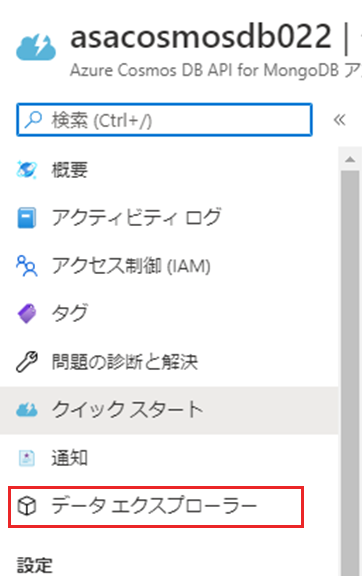 asacosmosdb022 |
Azure Cosmos DB API for MongoDB ア
検索 (Ctrl+/)
概要
アクティビティ ログ
アクセス制御 (IAM)
タグ
問題の診断と解決
クイック スタート
通知
データ エクスプローラー
設定